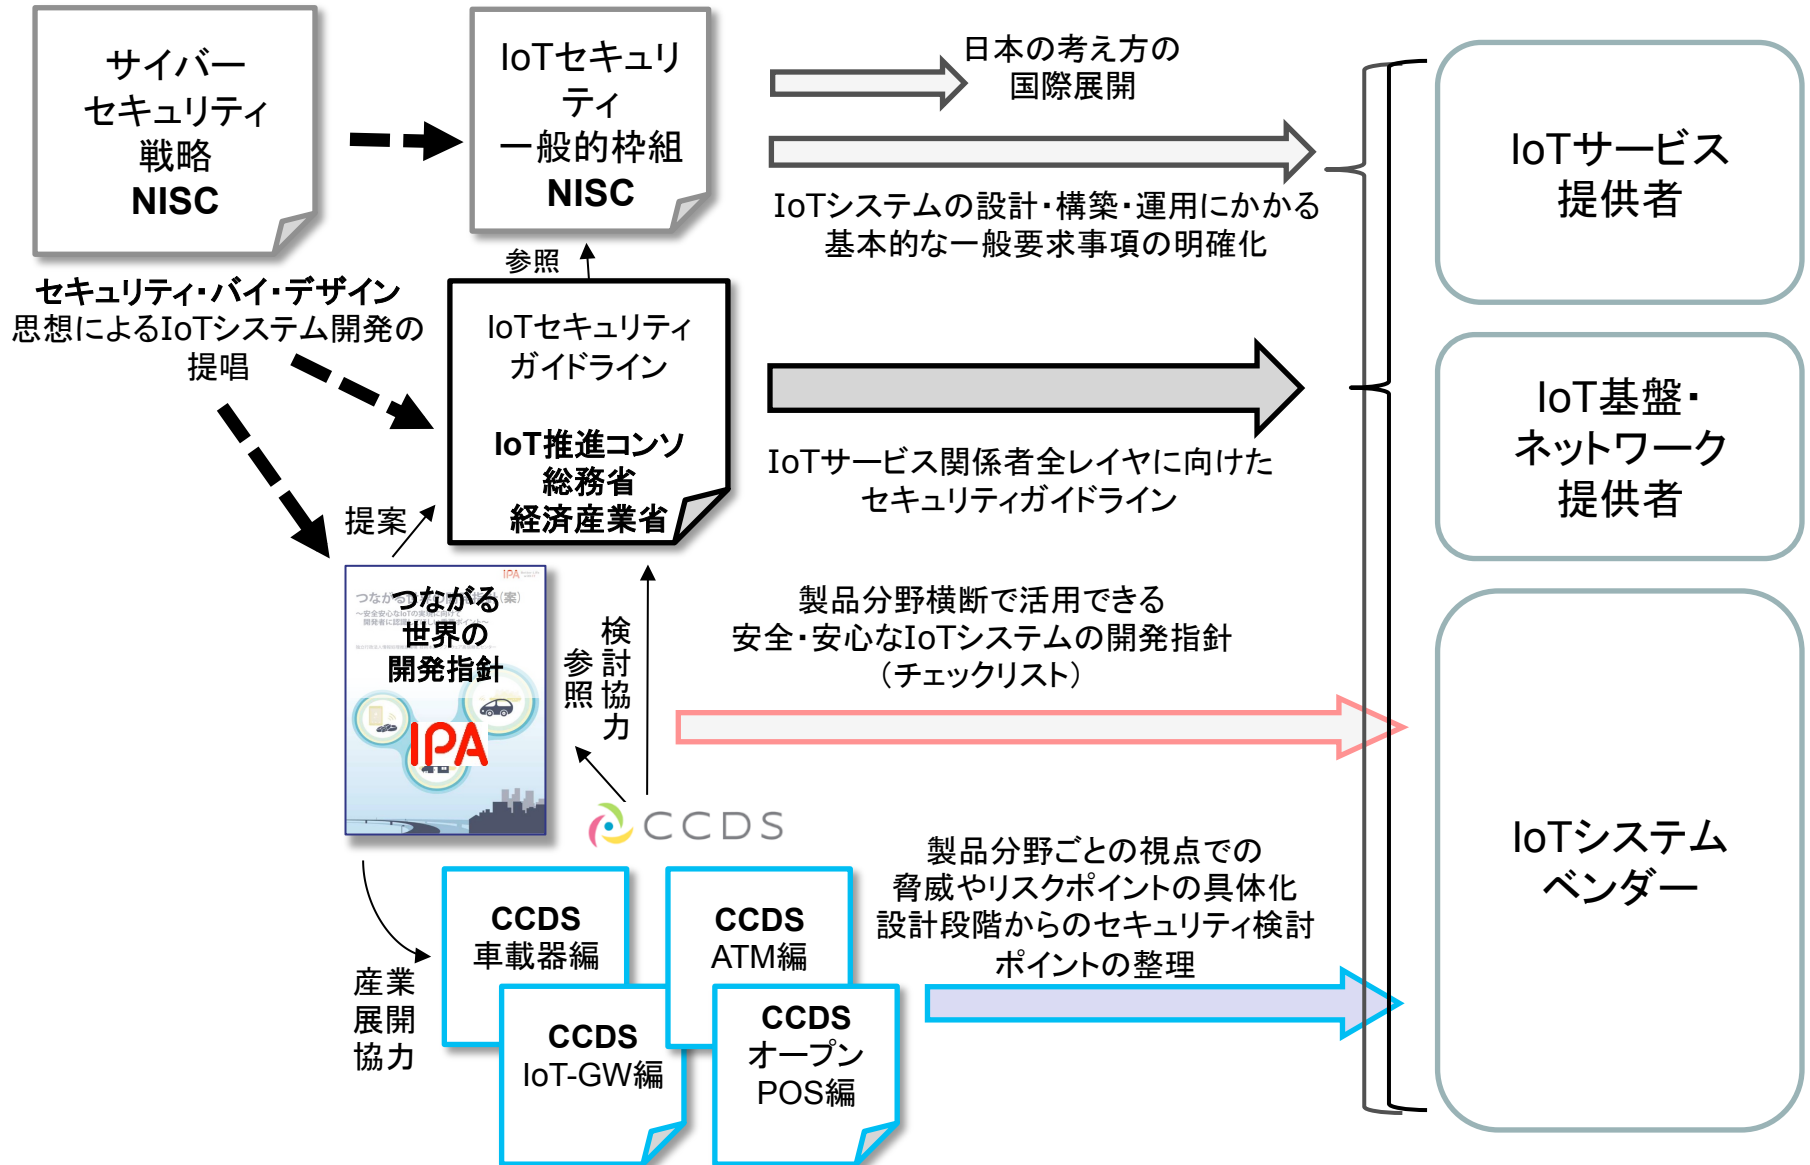 サイバー
セキュリティ
戦略
NISC
IoTセキュリ
ティ
一般的枠組
NISC
日本の考え方の
国際展開
IoTシステムの設計・構築・運用にかかる
基本的な一般要求事項の明確化
IoTサービス
提供者
セキュリティ・バイ・デザイン
思想によるIoTシステム開発の
提唱
参照
IoTセキュリティ
ガイドライン
IoT推進コンソ
総務省
経済産業省
IoTサービス関係者全レイヤに向けた
セキュリティガイドライン
IoT基盤・
ネットワーク
提供者
提案
IPA
つながる
世界の
開発指針
IPA
参照
検討協力
製品分野横断で活用できる
安全・安心なIoTシステムの開発指針
（チェックリスト）
CCDS
IoTシステム
ベンダー
産業
展開
協力
CCDS
車載器編
CCDS
ATM編
CCDS
IoT-GW編
CCDS
オープン
POS編
製品分野ごとの視点での
脅威やリスクポイントの具体化
設計段階からのセキュリティ検討
ポイントの整理